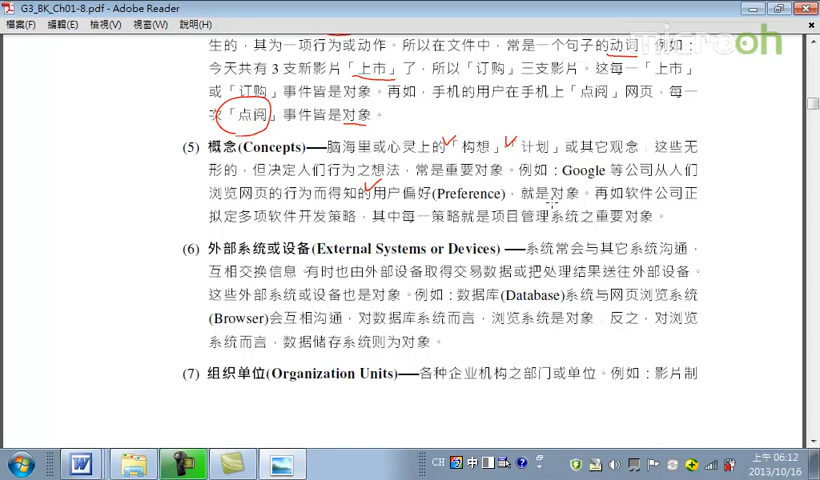 G3_BK_Ch01-8.pdf - Adobe Reader
檔案(F) 編輯(E) 檢視(V) 視窗(W) 說明(H)
microoh
生的，其为一项行为或动作。所以在文件中，常是一个句子的动词。例如：
今天共有 3 支新影片「上市」了，所以「订购」三支影片。这每一「上市」
或「订购」事件皆是对象。再如，手机的用户在手机上「点阅」网页，每一
次「点阅」事件皆是对象。
(5) 概念(Concepts)──脑海里或心灵上的「构想」「计划」或其它观念，这些无
形的，但决定人们行为之想法，常是重要对象。例如：Google 等公司从人们
浏览网页的行为而得知的用户偏好(Preference)，就是对象。再如软件公司正
拟定多项软件开发策略，其中每一策略就是项目管理系统之重要对象。
(6) 外部系统或设备(External Systems or Devices) ──系统常会与其它系统沟通，
互相交换信息，有时也由外部设备取得交易数据或把处理结果送往外部设备。
这些外部系统或设备也是对象。例如：数据库(Database)系统与网页浏览系统
(Browser)会互相沟通，对数据库系统而言，浏览系统是对象，反之，对浏览
系统而言，数据储存系统则为对象。
(7) 组织单位(Organization Units)──各种企业机构之部门或单位。例如：影片制
CH 中
上午 06:12
2013/10/16